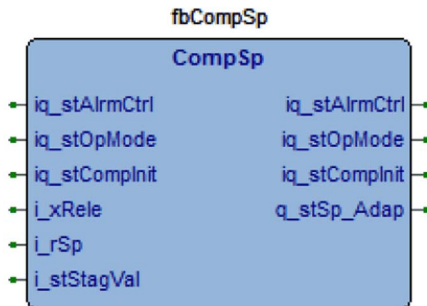 fbCompSp
CompSp
iq_stAlrmCtrl iq_stAlrmCtrl
iq_stOpMode iq_stOpMode
iq_stCompInit iq_stCompInit
i_xRele q_stSp_Adap
i_rSp
i_stStagVal